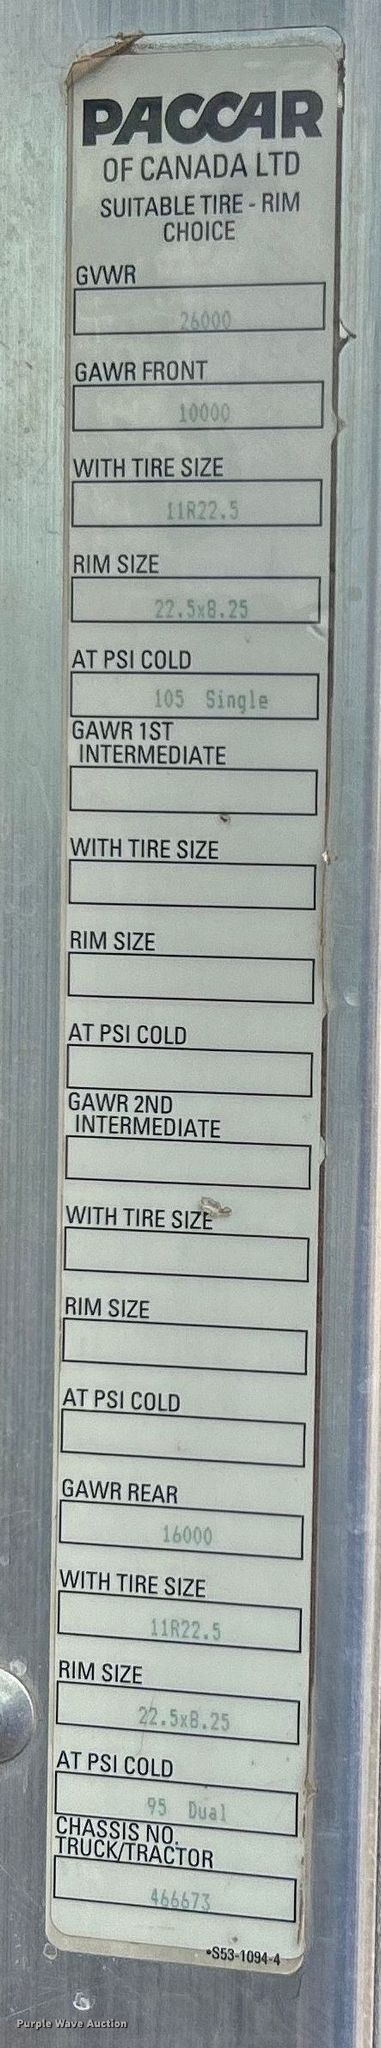 PACCAR
OF CANADA LTD
SUITABLE TIRE - RIM
CHOICE
GVWR
26000
GAWR FRONT
10000
WITH TIRE SIZE
11R22.5
RIM SIZE
22.5x8.25
AT PSI COLD
105 Single
GAWR 1ST
INTERMEDIATE
WITH TIRE SIZE
RIM SIZE
AT PSI COLD
GAWR 2ND
INTERMEDIATE
WITH TIRE SIZE
RIM SIZE
AT PSI COLD
GAWR REAR
16000
WITH TIRE SIZE
11R22.5
RIM SIZE
22.5x8.25
AT PSI COLD
95 Dual
CHASSIS NO.
TRUCK/TRACTOR
466673
•S53-1094-4
Purple Wave Auction